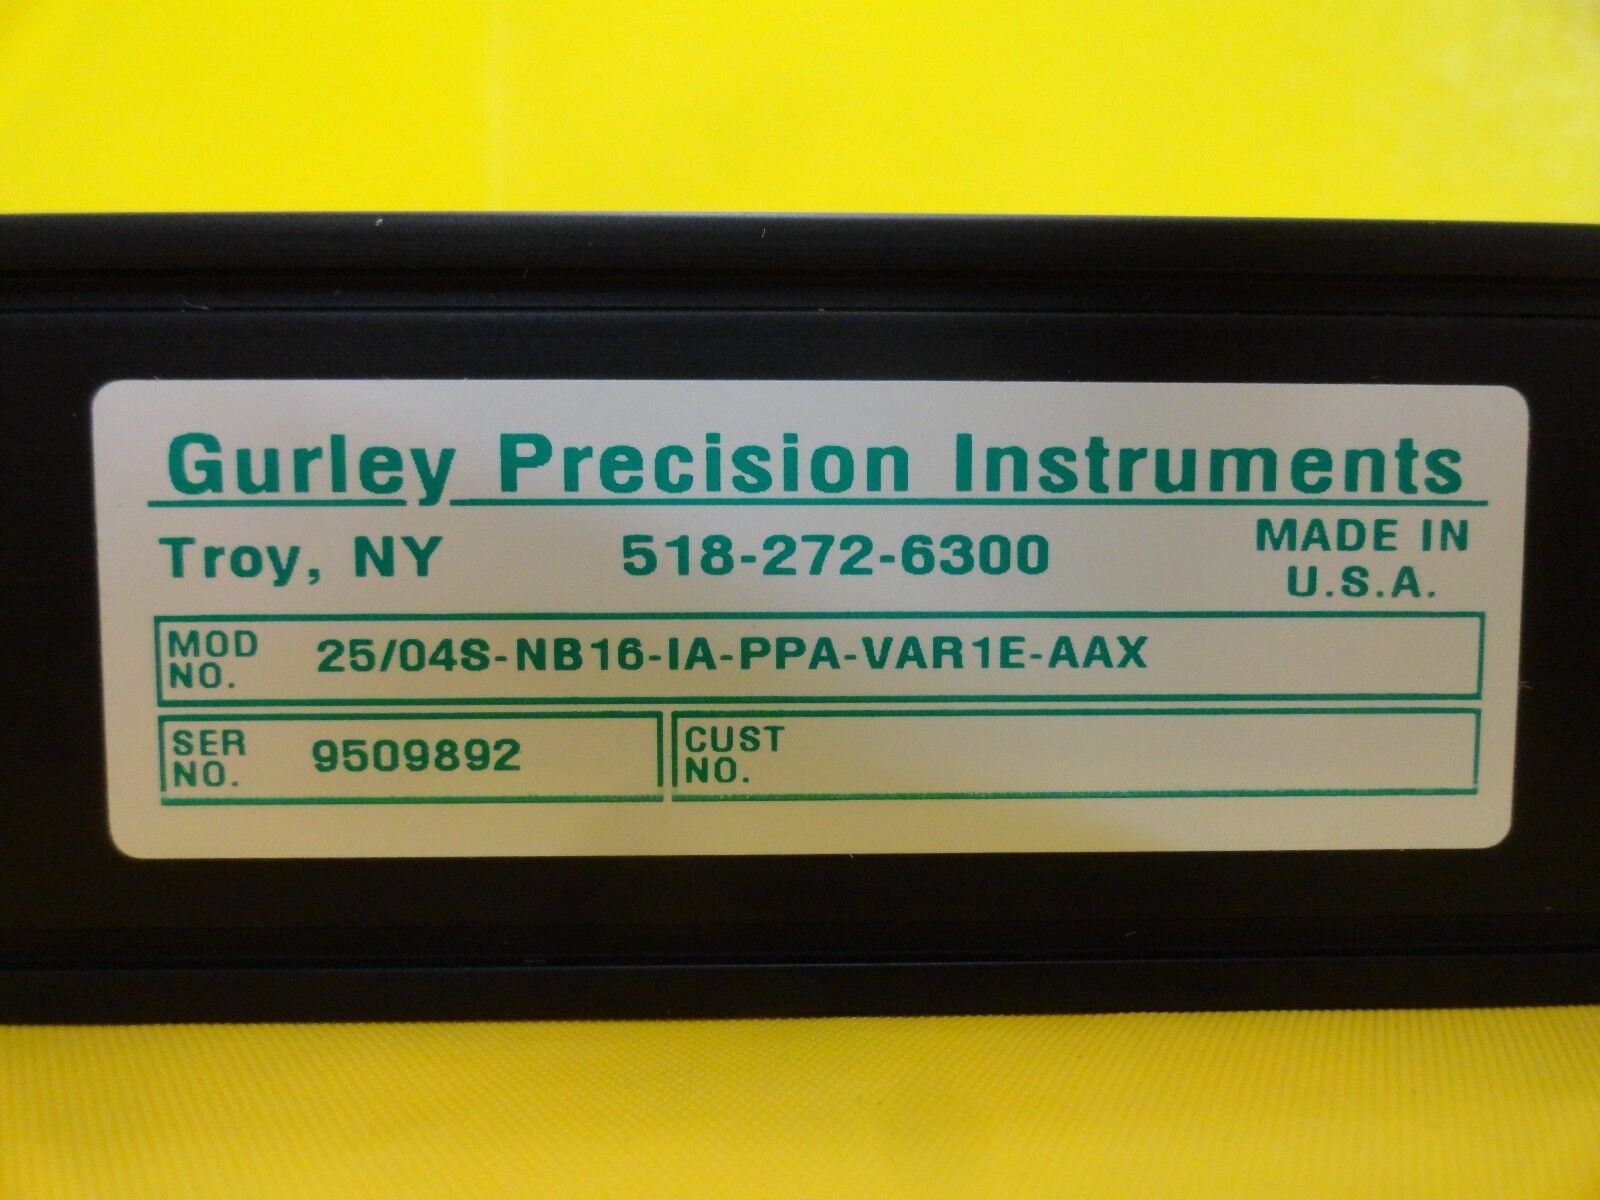 Gurley Precision Instruments
Troy, NY 518-272-6300 MADE IN U.S.A.
MOD NO. 25/04S-NB16-IA-PPA-VAR1E-AAX
SER NO. 9509892 CUST NO.